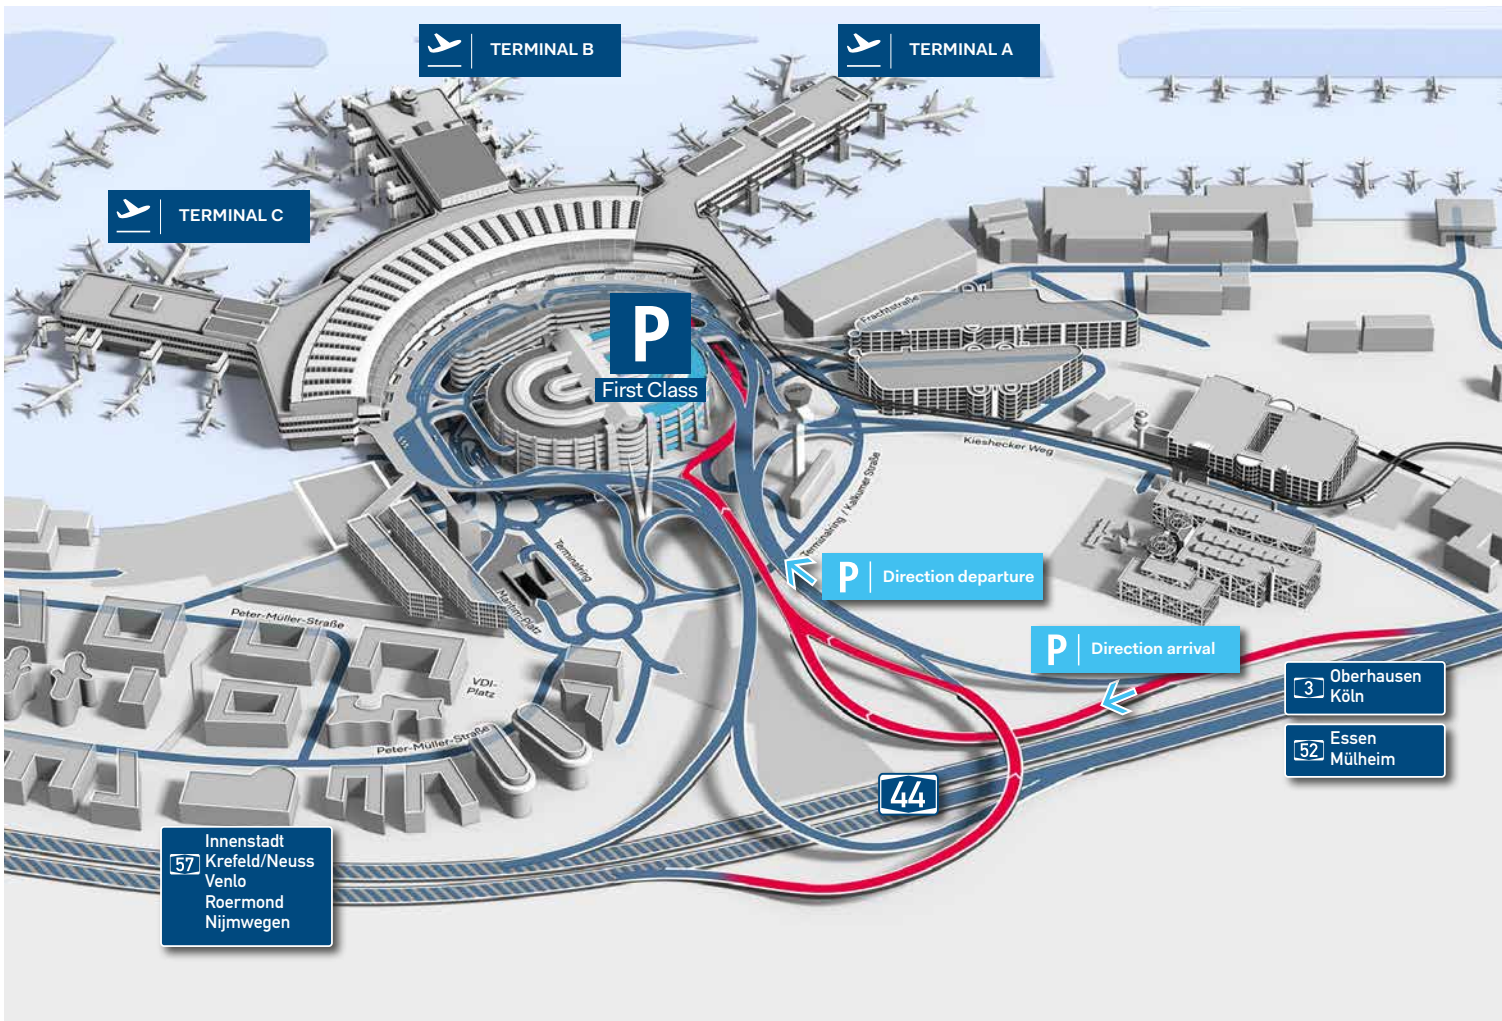 TERMINAL B
TERMINAL A
TERMINAL C
P
First Class
Frachtstraße
Kieshecker Weg
Terminalring / Kalkumer Straße
Terminalring
Maritim-Platz
P Direction departure
Peter-Müller-Straße
P Direction arrival
VDI-
Platz
Peter-Müller-Straße
3 Oberhausen
Köln
52 Essen
Mülheim
44
57 Innenstadt
Krefeld/Neuss
Venlo
Roermond
Nijmwegen